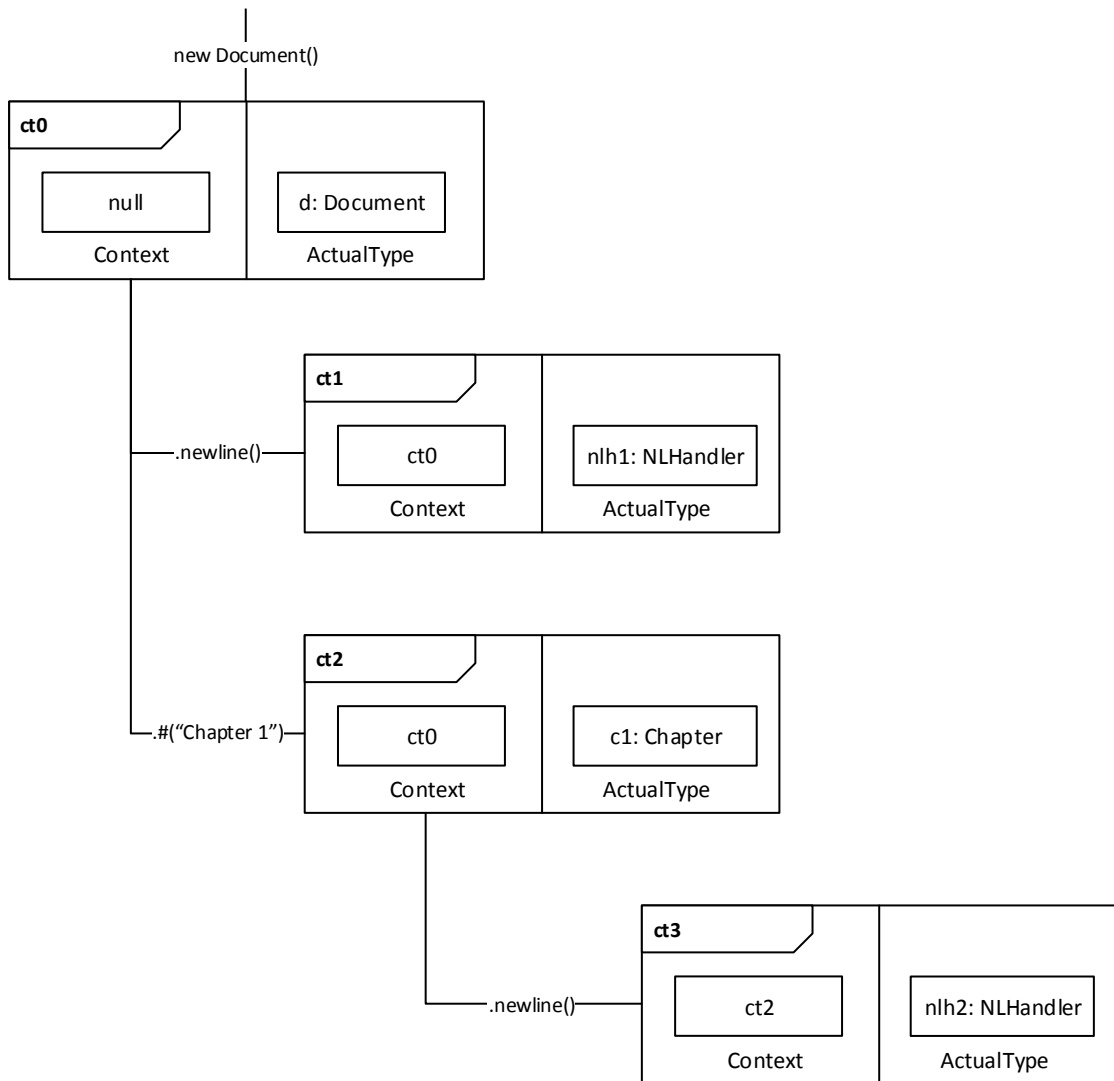 new Document()
ct0
null
d: Document
Context
ActualType
ct1
.newline()
ct0
nlh1: NLHandler
Context
ActualType
ct2
.#(“Chapter 1”)
ct0
c1: Chapter
Context
ActualType
ct3
.newline()
ct2
nlh2: NLHandler
Context
ActualType